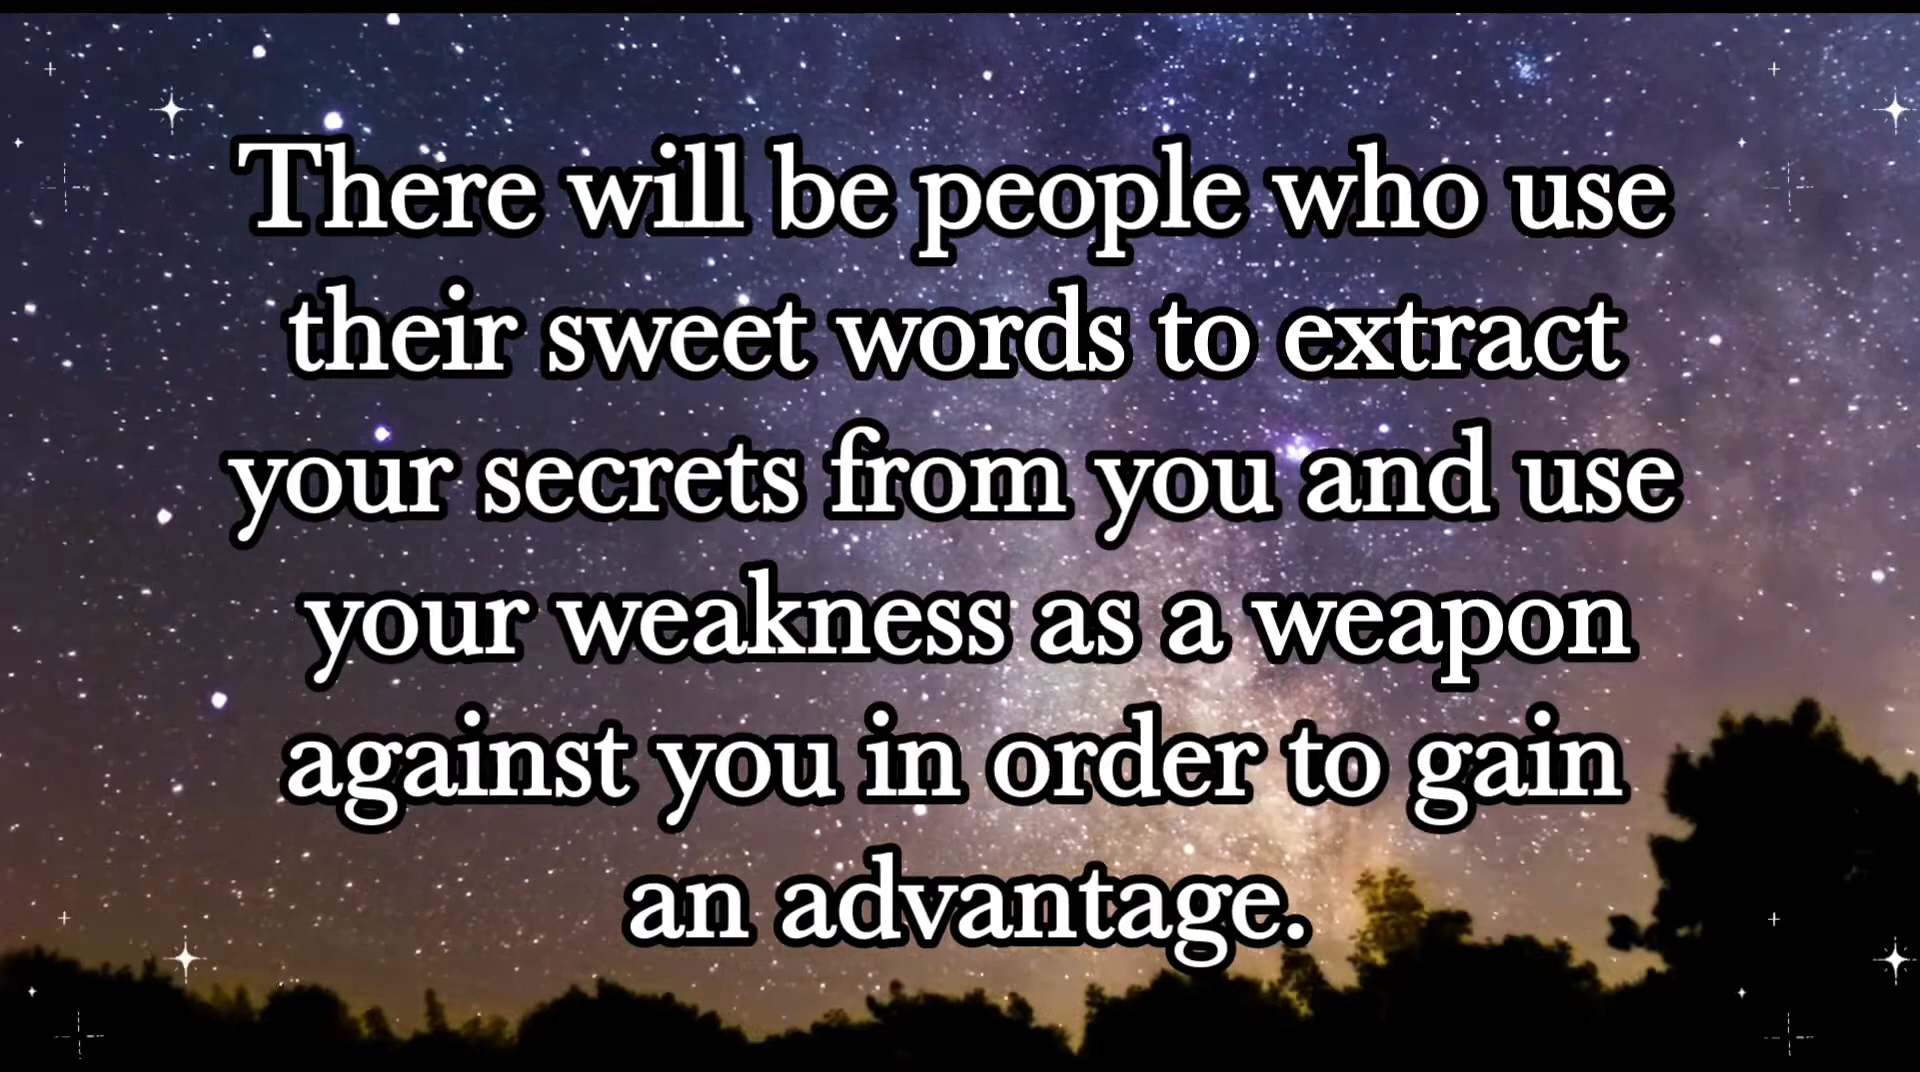 There will be people who use
their sweet words to extract
your secrets from you and use
your weakness as a weapon
against you in order to gain
an advantage.